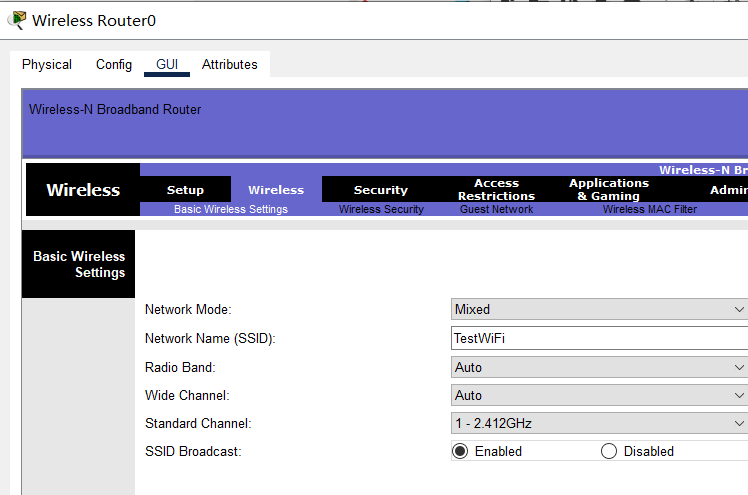 Wireless Router0
Physical Config GUI Attributes
Wireless-N Broadband Router
Wireless-N Br
Wireless Setup Wireless Security Access Restrictions Applications & Gaming Admin
Basic Wireless Settings Wireless Security Guest Network Wireless MAC Filter
Basic Wireless
Settings
Network Mode: Mixed
Network Name (SSID): TestWiFi
Radio Band: Auto
Wide Channel: Auto
Standard Channel: 1 - 2.412GHz
SSID Broadcast: Enabled Disabled